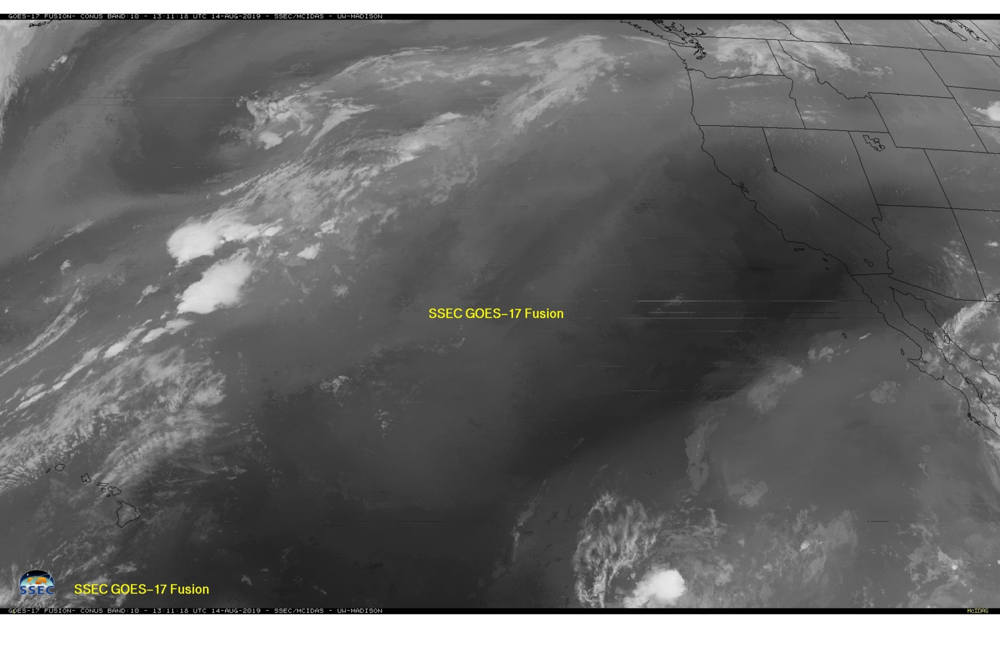 GOES-17 FUSION- CONUS BAND:10 - 13:11:18 UTC 14-AUG-2019 - SSEC/MCIDAS - UW-MADISON
SSEC GOES–17 Fusion
SSEC
SSEC GOES–17 Fusion
GOES-17 FUSION- CONUS BAND:10 - 13:11:18 UTC 14-AUG-2019 - SSEC/MCIDAS - UW-MADISON
McIDAS